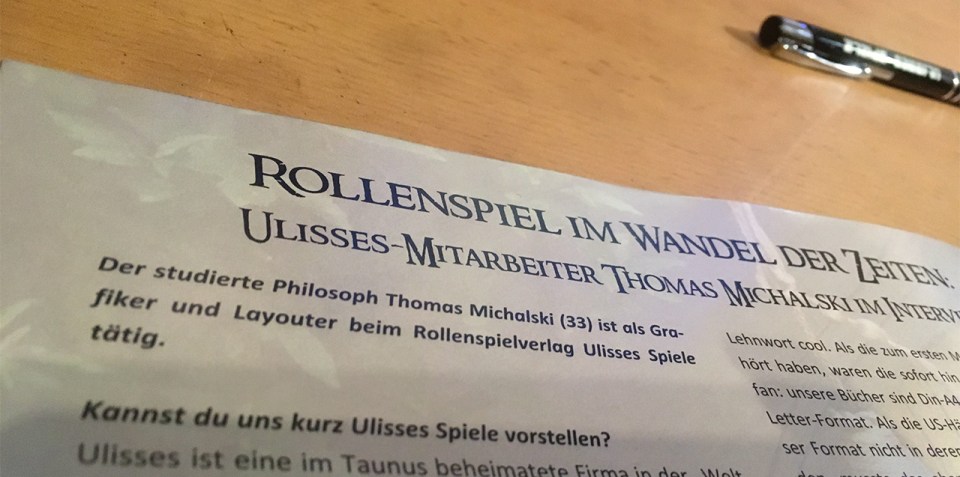 ROLLENSPIEL IM WANDEL DER ZEITEN:
ULISSES-MITARBEITER THOMAS MICHALSKI IM INTERV
Der studierte Philosoph Thomas Michalski (33) ist als Gra-
fiker und Layouter beim Rollenspielverlag Ulisses Spiele
tätig.
Kannst du uns kurz Ulisses Spiele vorstellen?
Ulisses ist eine im Taunus beheimatete Firma in der Welt
Lehnwort cool. Als die zum ersten M
hört haben, waren die sofort hin
fan: unsere Bücher sind Din-A4
Letter-Format. Als die US-Hä
ser Format nicht in deren